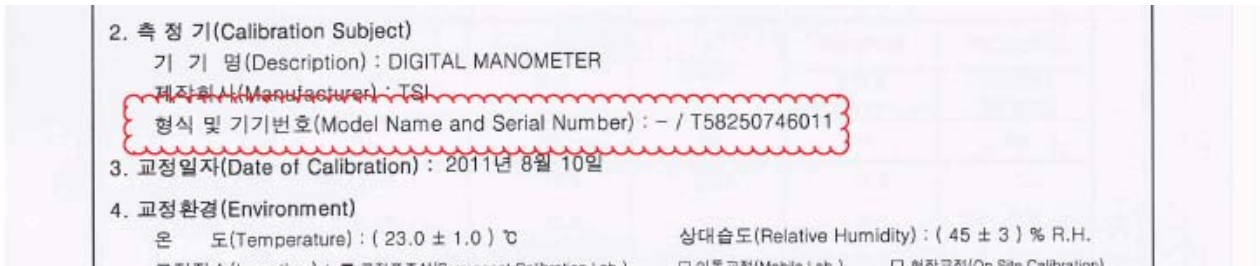 2. 측 정 기(Calibration Subject)
기 기 명(Description) : DIGITAL MANOMETER
제작회사(Manufacturer) : TSI
형식 및 기기번호(Model Name and Serial Number) : - / T58250746011
3. 교정일자(Date of Calibration) : 2011년 8월 10일
4. 교정환경(Environment)
온 도(Temperature) : ( 23.0 ± 1.0 ) ℃ 상대습도(Relative Humidity) : ( 45 ± 3 ) % R.H.